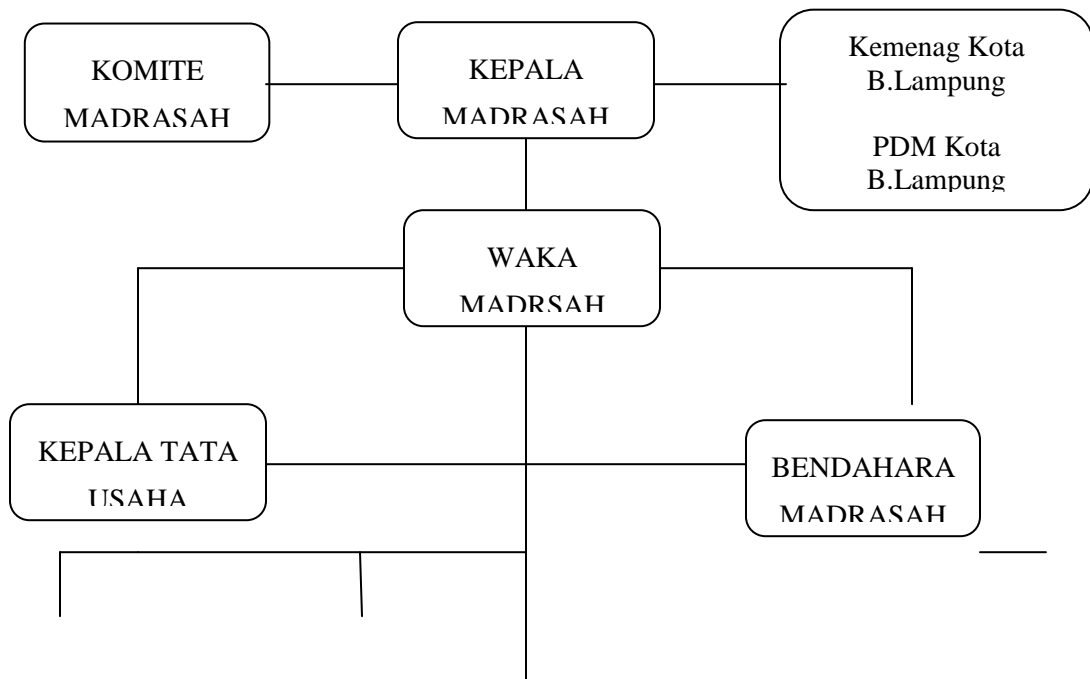 KOMITE
MADRASAH
KEPALA
MADRASAH
Kemenag Kota
B.Lampung
PDM Kota
B.Lampung
WAKA
MADRSAH
KEPALA TATA
USAHA
BENDAHARA
MADRASAH